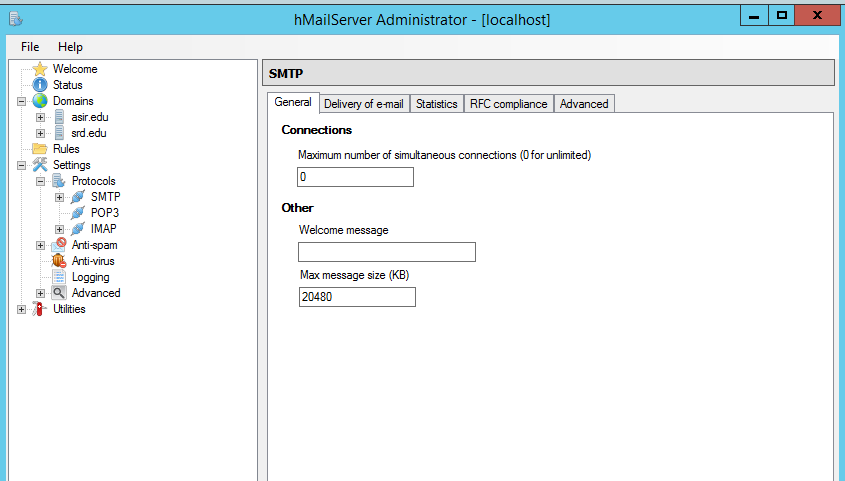 hMailServer Administrator - [localhost]
File Help
Welcome
Status
Domains
asir.edu
srd.edu
Rules
Settings
Protocols
SMTP
POP3
IMAP
Anti-spam
Anti-virus
Logging
Advanced
Utilities
SMTP
General Delivery of e-mail Statistics RFC compliance Advanced
Connections
Maximum number of simultaneous connections (0 for unlimited)
0
Other
Welcome message
Max message size (KB)
20480